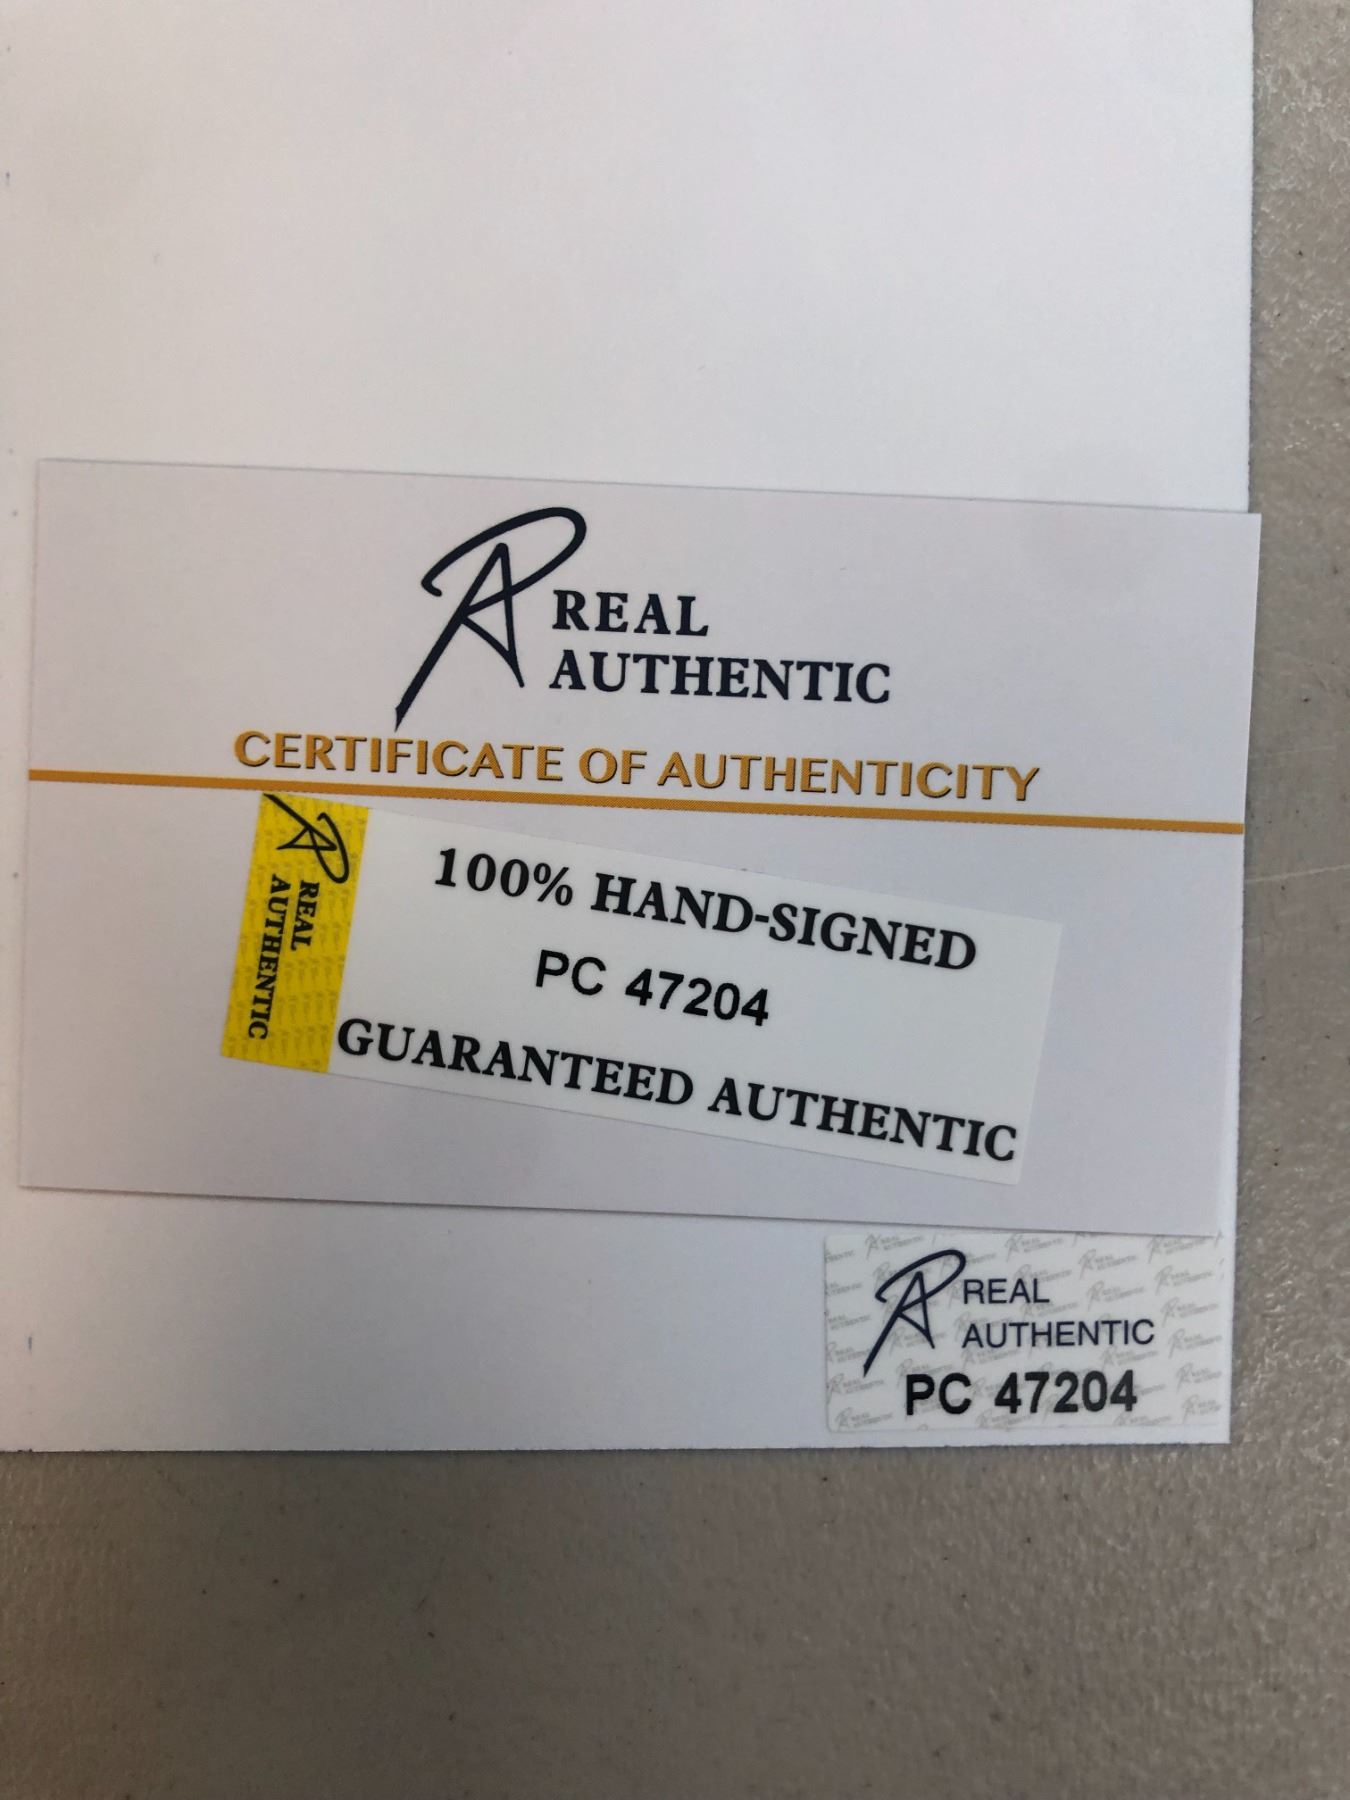 REAL
AUTHENTIC
CERTIFICATE OF AUTHENTICITY
REAL
AUTHENTIC
100% HAND-SIGNED
PC 47204
GUARANTEED AUTHENTIC
REAL
AUTHENTIC
PC 47204